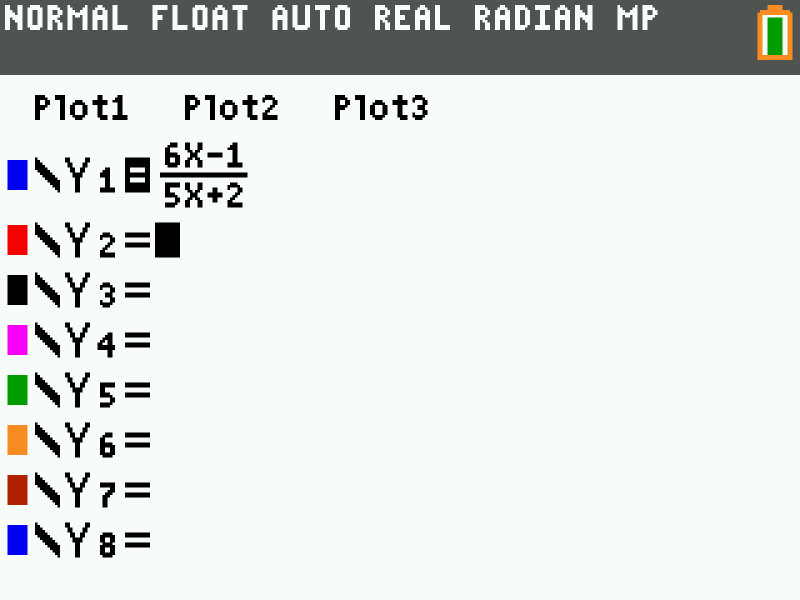 NORMAL FLOAT AUTO REAL RADIAN MP
Plot1 Plot2 Plot3
\Y1=
6X-1
5X+2
\Y2=
\Y3=
\Y4=
\Y5=
\Y6=
\Y7=
\Y8=